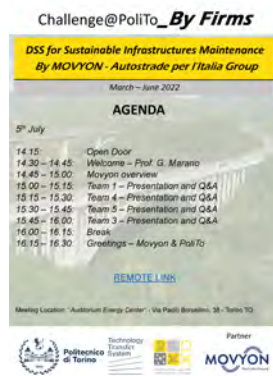 Challenge@PoliTo_By Firms
DSS for Sustainable Infrastructures Maintenance
By MOVYON - Autostrade per l'Italia Group
March – June 2022
AGENDA
5th July
14.15: Open Door
14.30 – 14.45: Welcome – Prof. G. Marano
14.45 – 15.00: Movyon overview
15.00 – 15.15: Team 1 – Presentation and Q&A
15.15 – 15.30: Team 4 – Presentation and Q&A
15.30 – 15.45: Team 5 – Presentation and Q&A
15.45 – 16.00: Team 3 – Presentation and Q&A
16.00 – 16.15: Break
16.15 – 16.30: Greetings – Movyon & PoliTo
REMOTE LINK
Meeting Location: "Auditorium Energy Center" - Via Paolo Borsellino, 38 - Torino TO
Politecnico
di Torino
Technology
Transfer
System
Partner
MOVYON